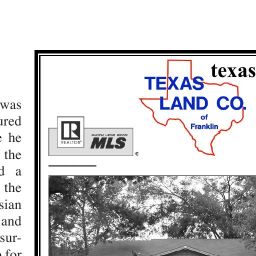 was
ured
he
the
d a
the
sian
and
sur-
for
texas
TEXAS
LAND CO.
of
Franklin
R
REALTOR
MLS